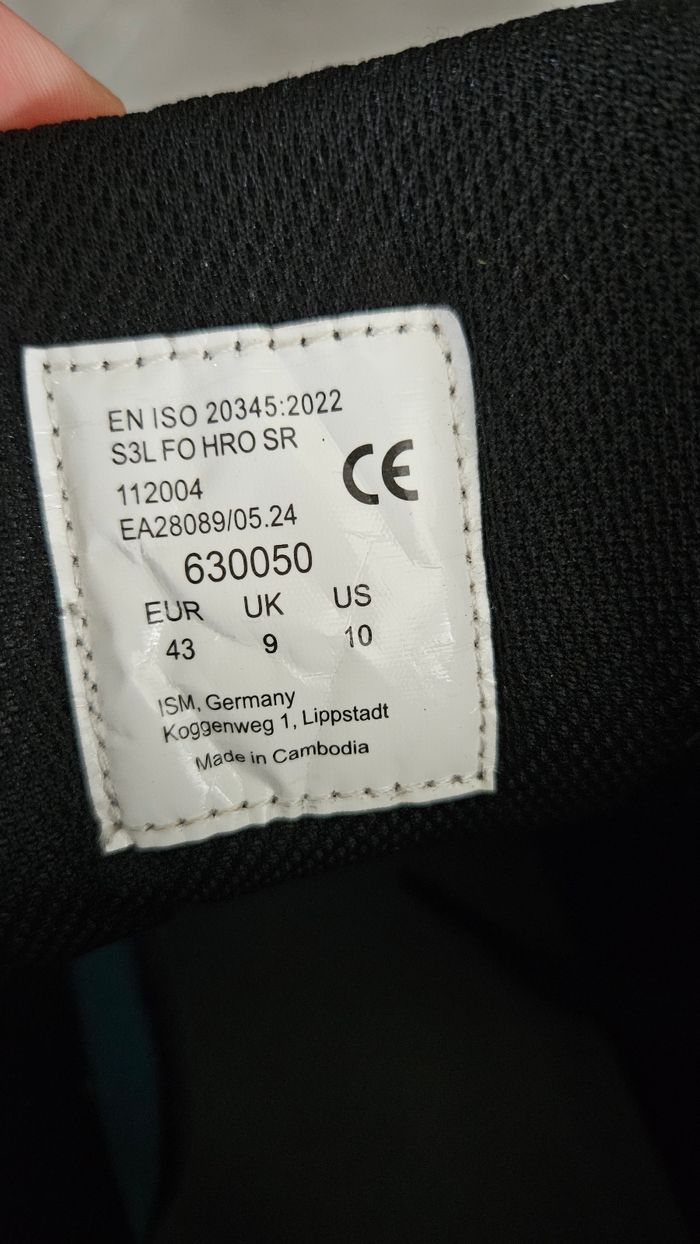 EN ISO 20345:2022
S3L FO HRO SR
CE
112004
EA28089/05.24
630050
EUR UK US
43 9 10
ISM, Germany
Koggenweg 1, Lippstadt
Made in Cambodia